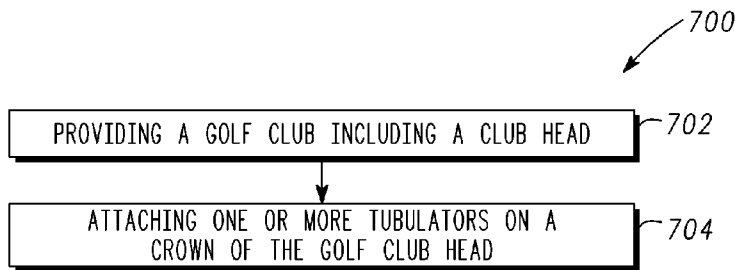 700
PROVIDING A GOLF CLUB INCLUDING A CLUB HEAD
702
ATTACHING ONE OR MORE TUBULATORS ON A
CROWN OF THE GOLF CLUB HEAD
704